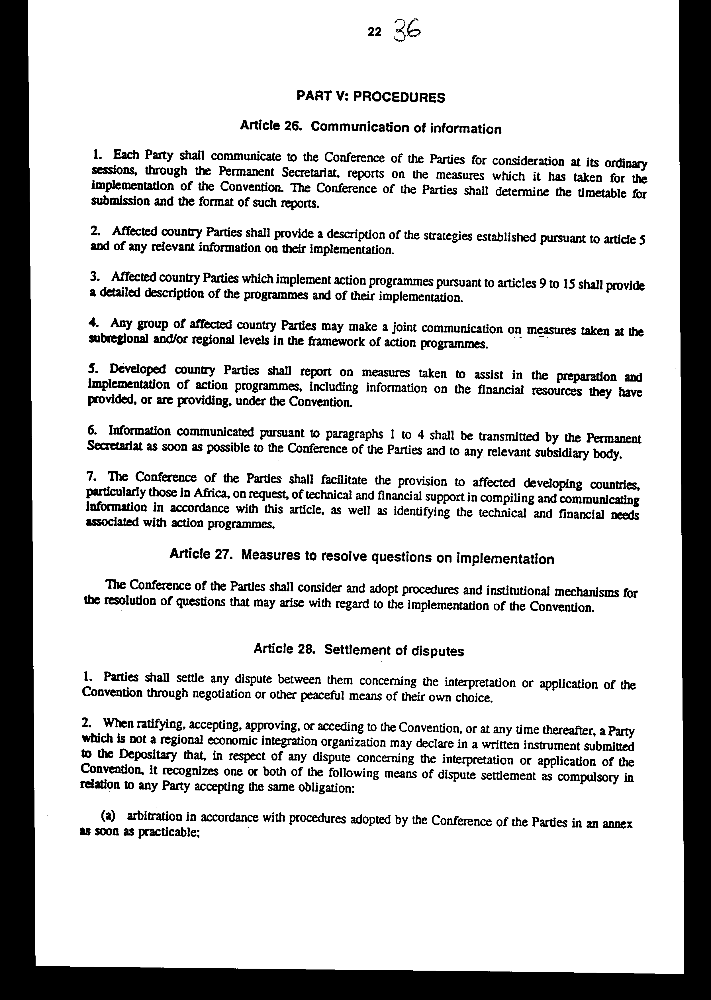 22 36
PART V: PROCEDURES
Article 26. Communication of information
1. Each Party shall communicate to the Conference of the Parties for consideration at its ordinary
sessions, through the Permanent Secretariat, reports on the measures which it has taken for the
implementation of the Convention. The Conference of the Parties shall determine the timetable for
submission and the format of such reports.
2. Affected country Parties shall provide a description of the strategies established pursuant to article 5
and of any relevant information on their implementation.
3. Affected country Parties which implement action programmes pursuant to articles 9 to 15 shall provide
a detailed description of the programmes and of their implementation.
4. Any group of affected country Parties may make a joint communication on measures taken at the
subregional and/or regional levels in the framework of action programmes.
5. Developed country Parties shall report on measures taken to assist in the preparation and
implementation of action programmes, including information on the financial resources they have
provided, or are providing, under the Convention.
6. Information communicated pursuant to paragraphs 1 to 4 shall be transmitted by the Permanent
Secretariat as soon as possible to the Conference of the Parties and to any relevant subsidiary body.
7. The Conference of the Parties shall facilitate the provision to affected developing countries,
particularly those in Africa, on request, of technical and financial support in compiling and communicating
information in accordance with this article, as well as identifying the technical and financial needs
associated with action programmes.
Article 27. Measures to resolve questions on implementation
The Conference of the Parties shall consider and adopt procedures and institutional mechanisms for
the resolution of questions that may arise with regard to the implementation of the Convention.
Article 28. Settlement of disputes
1. Parties shall settle any dispute between them concerning the interpretation or application of the
Convention through negotiation or other peaceful means of their own choice.
2. When ratifying, accepting, approving, or acceding to the Convention, or at any time thereafter, a Party
which is not a regional economic integration organization may declare in a written instrument submitted
to the Depositary that, in respect of any dispute concerning the interpretation or application of the
Convention, it recognizes one or both of the following means of dispute settlement as compulsory in
relation to any Party accepting the same obligation:
(a) arbitration in accordance with procedures adopted by the Conference of the Parties in an annex
as soon as practicable;